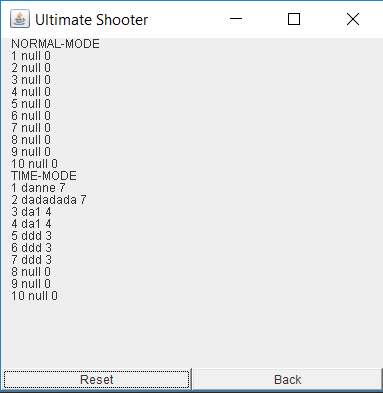 Ultimate Shooter
NORMAL-MODE
1 null 0
2 null 0
3 null 0
4 null 0
5 null 0
6 null 0
7 null 0
8 null 0
9 null 0
10 null 0
TIME-MODE
1 danne 7
2 dadadada 7
3 da1 4
4 da1 4
5 ddd 3
6 ddd 3
7 ddd 3
8 null 0
9 null 0
10 null 0
Reset
Back